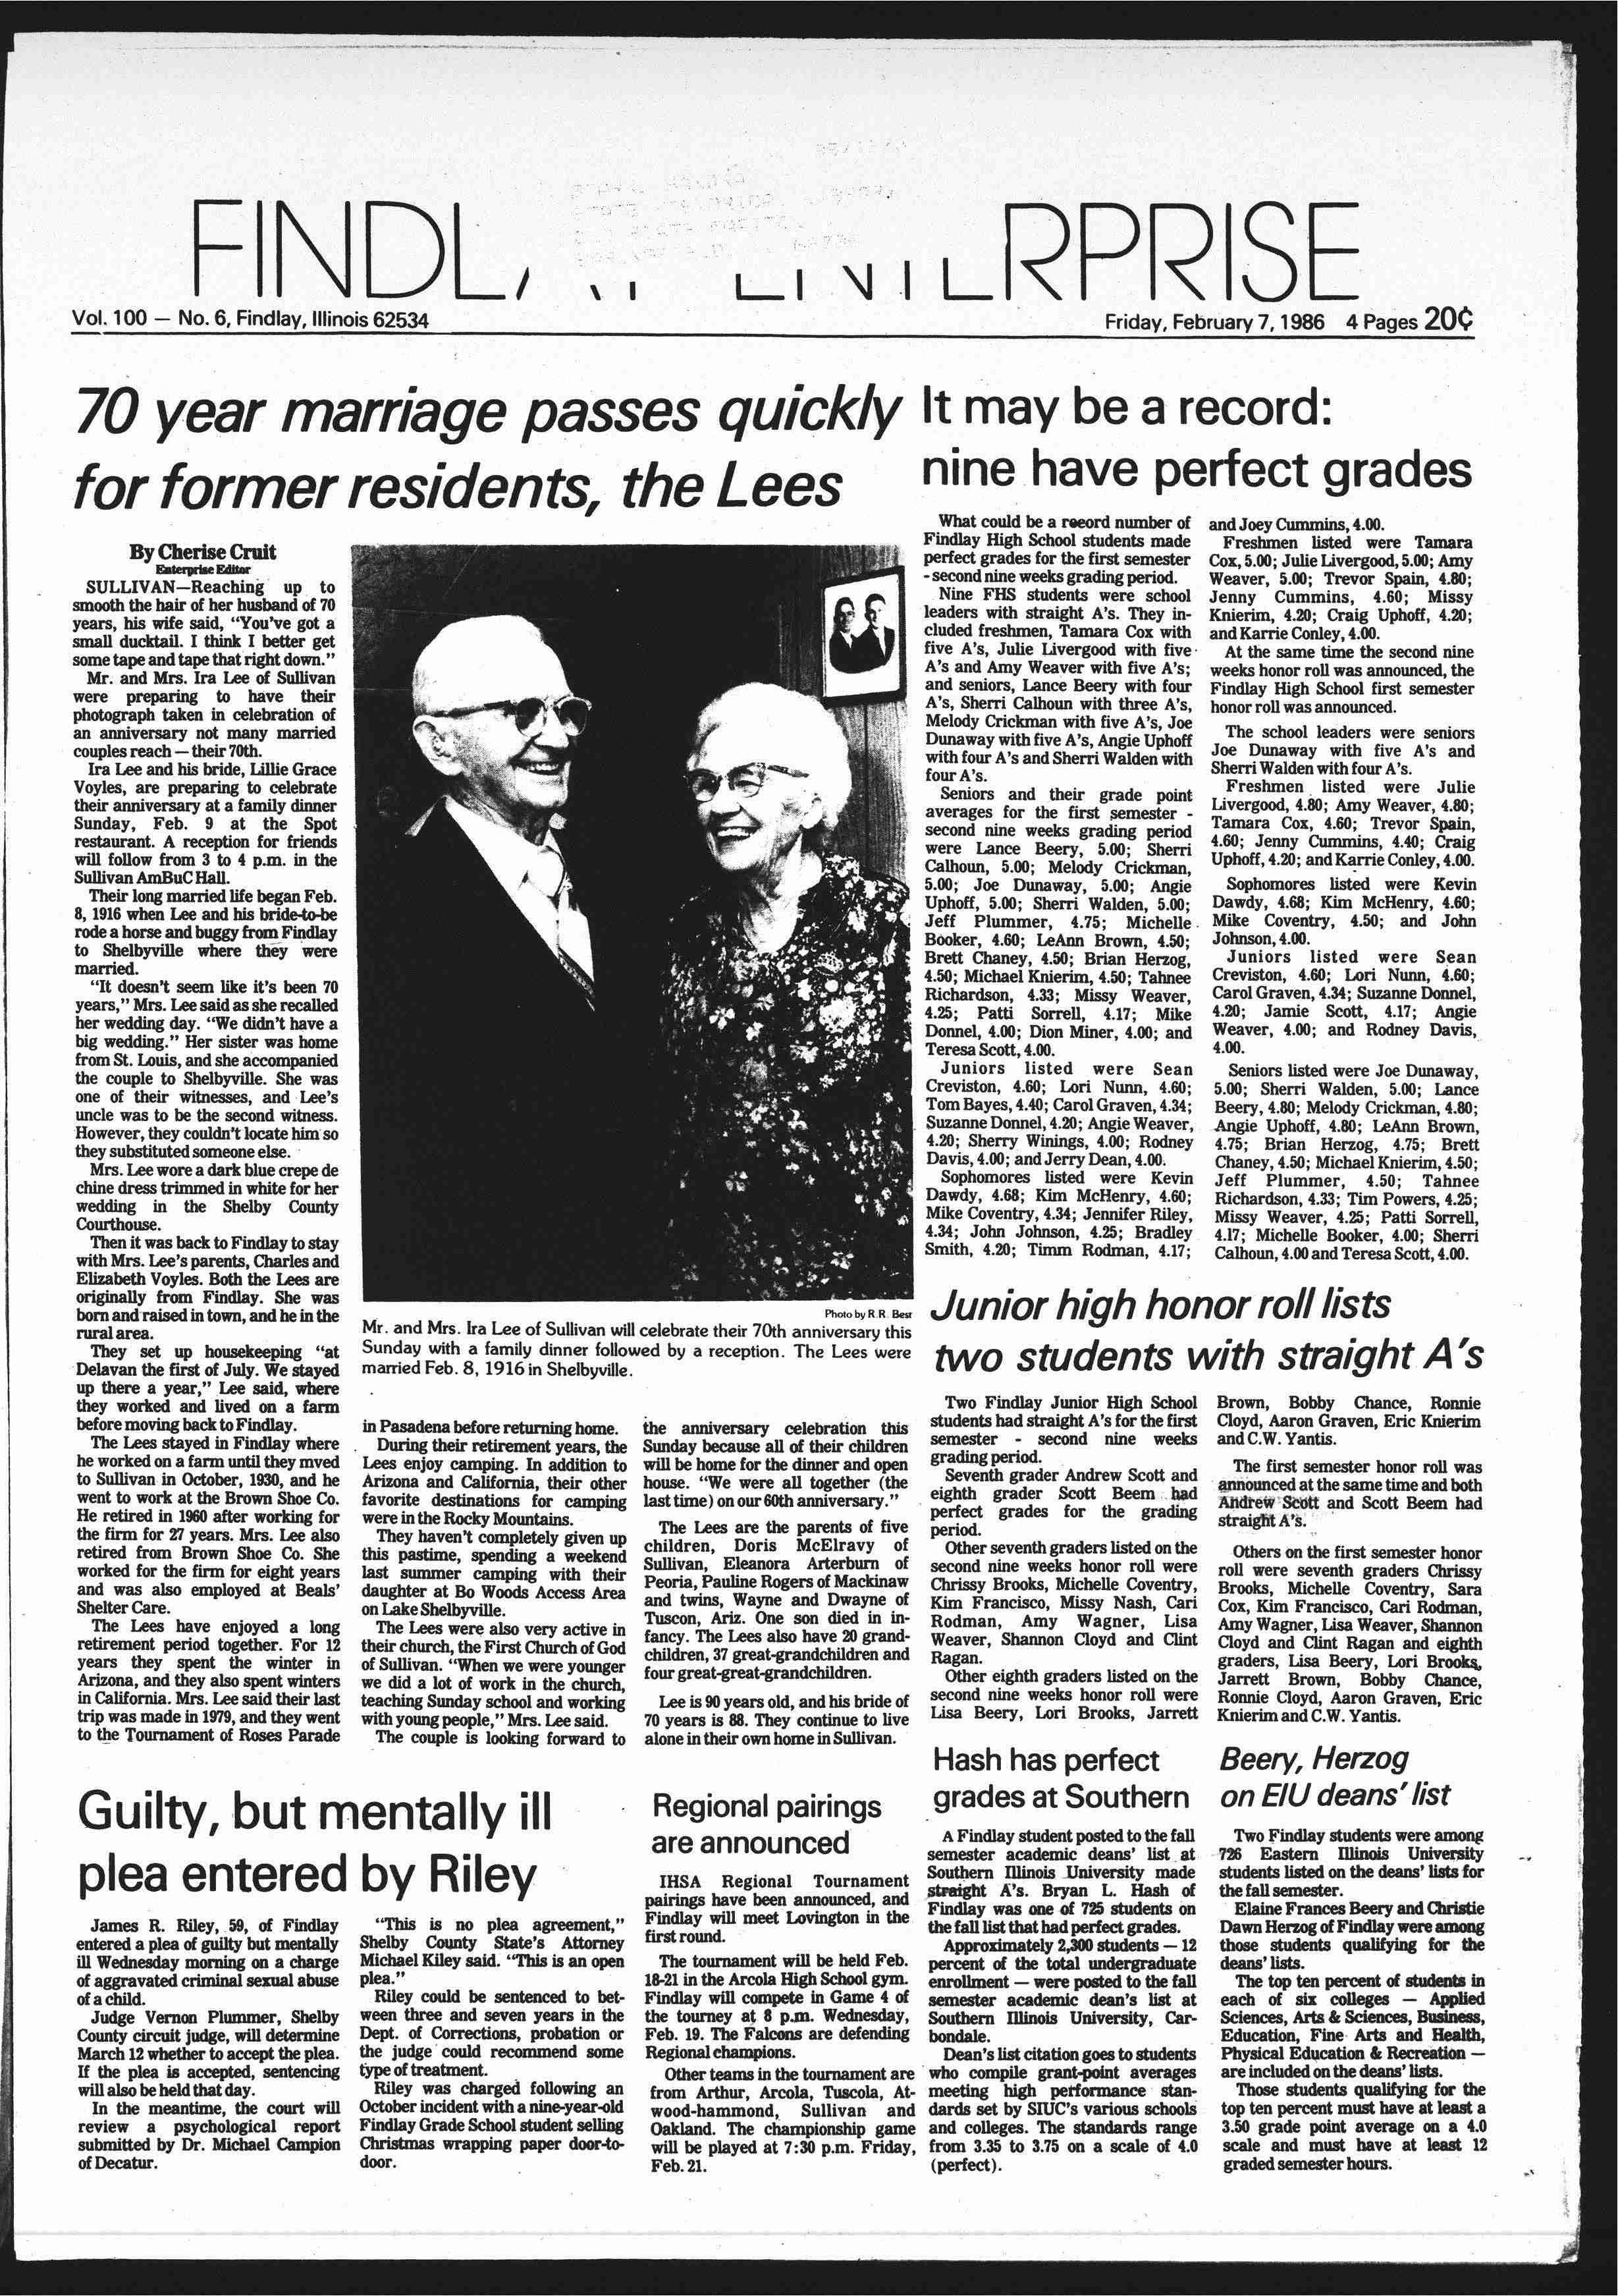 FINDLAY ENTERPRISE
Vol. 100 — No. 6, Findlay, Illinois 62534
Friday, February 7, 1986 4 Pages 20¢
70 year marriage passes quickly
for former residents, the Lees
By Cherise Cruit
Enterprise Editor
SULLIVAN—Reaching up to
smooth the hair of her husband of 70
years, his wife said, “You’ve got a
small ducktail. I think I better get
some tape and tape that right down.”
Mr. and Mrs. Ira Lee of Sullivan
were preparing to have their
photograph taken in celebration of
an anniversary not many married
couples reach — their 70th.
Ira Lee and his bride, Lillie Grace
Voyles, are preparing to celebrate
their anniversary at a family dinner
Sunday, Feb. 9 at the Spot
restaurant. A reception for friends
will follow from 3 to 4 p.m. in the
Sullivan AmBuC Hall.
Their long married life began Feb.
8, 1916 when Lee and his bride-to-be
rode a horse and buggy from Findlay
to Shelbyville where they were
married.
“It doesn’t seem like it’s been 70
years,” Mrs. Lee said as she recalled
her wedding day. “We didn’t have a
big wedding.” Her sister was home
from St. Louis, and she accompanied
the couple to Shelbyville. She was
one of their witnesses, and Lee’s
uncle was to be the second witness.
However, they couldn’t locate him so
they substituted someone else.
Mrs. Lee wore a dark blue crepe de
chine dress trimmed in white for her
wedding in the Shelby County
Courthouse.
Then it was back to Findlay to stay
with Mrs. Lee’s parents, Charles and
Elizabeth Voyles. Both the Lees are
originally from Findlay. She was
born and raised in town, and he in the
rural area.
They set up housekeeping “at
Delavan the first of July. We stayed
up there a year,” Lee said, where
they worked and lived on a farm
before moving back to Findlay.
The Lees stayed in Findlay where
he worked on a farm until they mved
to Sullivan in October, 1930, and he
went to work at the Brown Shoe Co.
He retired in 1960 after working for
the firm for 27 years. Mrs. Lee also
retired from Brown Shoe Co. She
worked for the firm for eight years
and was also employed at Beals’
Shelter Care.
The Lees have enjoyed a long
retirement period together. For 12
years they spent the winter in
Arizona, and they also spent winters
in California. Mrs. Lee said their last
trip was made in 1979, and they went
to the Tournament of Roses Parade
Photo by R.R. Best
Mr. and Mrs. Ira Lee of Sullivan will celebrate their 70th anniversary this
Sunday with a family dinner followed by a reception. The Lees were
married Feb. 8, 1916 in Shelbyville.
in Pasadena before returning home.
During their retirement years, the
Lees enjoy camping. In addition to
Arizona and California, their other
favorite destinations for camping
were in the Rocky Mountains.
They haven’t completely given up
this pastime, spending a weekend
last summer camping with their
daughter at Bo Woods Access Area
on Lake Shelbyville.
The Lees were also very active in
their church, the First Church of God
of Sullivan. “When we were younger
we did a lot of work in the church,
teaching Sunday school and working
with young people,” Mrs. Lee said.
The couple is looking forward to
the anniversary celebration this
Sunday because all of their children
will be home for the dinner and open
house. “We were all together (the
last time) on our 60th anniversary.”
The Lees are the parents of five
children, Doris McElravy of
Sullivan, Eleanora Arterburn of
Peoria, Pauline Rogers of Mackinaw
and twins, Wayne and Dwayne of
Tuscon, Ariz. One son died in in-
fancy. The Lees also have 20 grand-
children, 37 great-grandchildren and
four great-great-grandchildren.
Lee is 90 years old, and his bride of
70 years is 88. They continue to live
alone in their own home in Sullivan.
It may be a record:
nine have perfect grades
What could be a record number of
Findlay High School students made
perfect grades for the first semester
- second nine weeks grading period.
Nine FHS students were school
leaders with straight A’s. They in-
cluded freshmen, Tamara Cox with
five A’s, Julie Livergood with five
A’s and Amy Weaver with five A’s;
and seniors, Lance Beery with four
A’s, Sherri Calhoun with three A’s,
Melody Crickman with five A’s, Joe
Dunaway with five A’s, Angie Uphoff
with four A’s and Sherri Walden with
four A’s.
Seniors and their grade point
averages for the first semester -
second nine weeks grading period
were Lance Beery, 5.00; Sherri
Calhoun, 5.00; Melody Crickman,
5.00; Joe Dunaway, 5.00; Angie
Uphoff, 5.00; Sherri Walden, 5.00;
Jeff Plummer, 4.75; Michelle
Booker, 4.60; LeAnn Brown, 4.50;
Brett Chaney, 4.50; Brian Herzog,
4.50; Michael Knierim, 4.50; Tahnee
Richardson, 4.33; Missy Weaver,
4.25; Patti Sorrell, 4.17; Mike
Donnel, 4.00; Dion Miner, 4.00; and
Teresa Scott, 4.00.
Juniors listed were Sean
Creviston, 4.60; Lori Nunn, 4.60;
Tom Bayes, 4.40; Carol Graven, 4.34;
Suzanne Donnel, 4.20; Angie Weaver,
4.20; Sherry Winings, 4.00; Rodney
Davis, 4.00; and Jerry Dean, 4.00.
Sophomores listed were Kevin
Dawdy, 4.68; Kim McHenry, 4.60;
Mike Coventry, 4.34; Jennifer Riley,
4.34; John Johnson, 4.25; Bradley
Smith, 4.20; Timm Rodman, 4.17;
and Joey Cummins, 4.00.
Freshmen listed were Tamara
Cox, 5.00; Julie Livergood, 5.00; Amy
Weaver, 5.00; Trevor Spain, 4.80;
Jenny Cummins, 4.60; Missy
Knierim, 4.20; Craig Uphoff, 4.20;
and Karrie Conley, 4.00.
At the same time the second nine
weeks honor roll was announced, the
Findlay High School first semester
honor roll was announced.
The school leaders were seniors
Joe Dunaway with five A’s and
Sherri Walden with four A’s.
Freshmen listed were Julie
Livergood, 4.80; Amy Weaver, 4.80;
Tamara Cox, 4.60; Trevor Spain,
4.60; Jenny Cummins, 4.40; Craig
Uphoff, 4.20; and Karrie Conley, 4.00.
Sophomores listed were Kevin
Dawdy, 4.68; Kim McHenry, 4.60;
Mike Coventry, 4.50; and John
Johnson, 4.00.
Juniors listed were Sean
Creviston, 4.60; Lori Nunn, 4.60;
Carol Graven, 4.34; Suzanne Donnel,
4.20; Jamie Scott, 4.17; Angie
Weaver, 4.00; and Rodney Davis,
4.00.
Seniors listed were Joe Dunaway,
5.00; Sherri Walden, 5.00; Lance
Beery, 4.80; Melody Crickman, 4.80;
Angie Uphoff, 4.80; LeAnn Brown,
4.75; Brian Herzog, 4.75; Brett
Chaney, 4.50; Michael Knierim, 4.50;
Jeff Plummer, 4.50; Tahnee
Richardson, 4.33; Tim Powers, 4.25;
Missy Weaver, 4.25; Patti Sorrell,
4.17; Michelle Booker, 4.00; Sherri
Calhoun, 4.00 and Teresa Scott, 4.00.
Junior high honor roll lists
two students with straight A’s
Two Findlay Junior High School
students had straight A’s for the first
semester - second nine weeks
grading period.
Seventh grader Andrew Scott and
eighth grader Scott Beem had
perfect grades for the grading
period.
Other seventh graders listed on the
second nine weeks honor roll were
Chrissy Brooks, Michelle Coventry,
Kim Francisco, Missy Nash, Cari
Rodman, Amy Wagner, Lisa
Weaver, Shannon Cloyd and Clint
Ragan.
Other eighth graders listed on the
second nine weeks honor roll were
Lisa Beery, Lori Brooks, Jarrett
Brown, Bobby Chance, Ronnie
Cloyd, Aaron Graven, Eric Knierim
and C.W. Yantis.
The first semester honor roll was
announced at the same time and both
Andrew Scott and Scott Beem had
straight A’s.
Others on the first semester honor
roll were seventh graders Chrissy
Brooks, Michelle Coventry, Sara
Cox, Kim Francisco, Cari Rodman,
Amy Wagner, Lisa Weaver, Shannon
Cloyd and Clint Ragan and eighth
graders, Lisa Beery, Lori Brooks,
Jarrett Brown, Bobby Chance,
Ronnie Cloyd, Aaron Graven, Eric
Knierim and C.W. Yantis.
Guilty, but mentally ill
plea entered by Riley
James R. Riley, 59, of Findlay
entered a plea of guilty but mentally
ill Wednesday morning on a charge
of aggravated criminal sexual abuse
of a child.
Judge Vernon Plummer, Shelby
County circuit judge, will determine
March 12 whether to accept the plea.
If the plea is accepted, sentencing
will also be held that day.
In the meantime, the court will
review a psychological report
submitted by Dr. Michael Campion
of Decatur.
“This is no plea agreement,”
Shelby County State’s Attorney
Michael Kiley said. “This is an open
plea.”
Riley could be sentenced to bet-
ween three and seven years in the
Dept. of Corrections, probation or
the judge could recommend some
type of treatment.
Riley was charged following an
October incident with a nine-year-old
Findlay Grade School student selling
Christmas wrapping paper door-to-
door.
Regional pairings
are announced
IHSA Regional Tournament
pairings have been announced, and
Findlay will meet Lovington in the
first round.
The tournament will be held Feb.
18-21 in the Arcola High School gym.
Findlay will compete in Game 4 of
the tourney at 8 p.m. Wednesday,
Feb. 19. The Falcons are defending
Regional champions.
Other teams in the tournament are
from Arthur, Arcola, Tuscola, At-
wood-hammond, Sullivan and
Oakland. The championship game
will be played at 7:30 p.m. Friday,
Feb. 21.
Hash has perfect
grades at Southern
A Findlay student posted to the fall
semester academic deans’ list at
Southern Illinois University made
straight A’s. Bryan L. Hash of
Findlay was one of 725 students on
the fall list that had perfect grades.
Approximately 2,300 students — 12
percent of the total undergraduate
enrollment — were posted to the fall
semester academic dean’s list at
Southern Illinois University, Car-
bondale.
Dean’s list citation goes to students
who compile grant-point averages
meeting high performance stan-
dards set by SIUC’s various schools
and colleges. The standards range
from 3.35 to 3.75 on a scale of 4.0
(perfect).
Beery, Herzog
on EIU deans’ list
Two Findlay students were among
726 Eastern Illinois University
students listed on the deans’ lists for
the fall semester.
Elaine Frances Beery and Christie
Dawn Herzog of Findlay were among
those students qualifying for the
deans’ lists.
The top ten percent of students in
each of six colleges — Applied
Sciences, Arts & Sciences, Business,
Education, Fine Arts and Health,
Physical Education & Recreation —
are included on the deans’ lists.
Those students qualifying for the
top ten percent must have at least a
3.50 grade point average on a 4.0
scale and must have at least 12
graded semester hours.